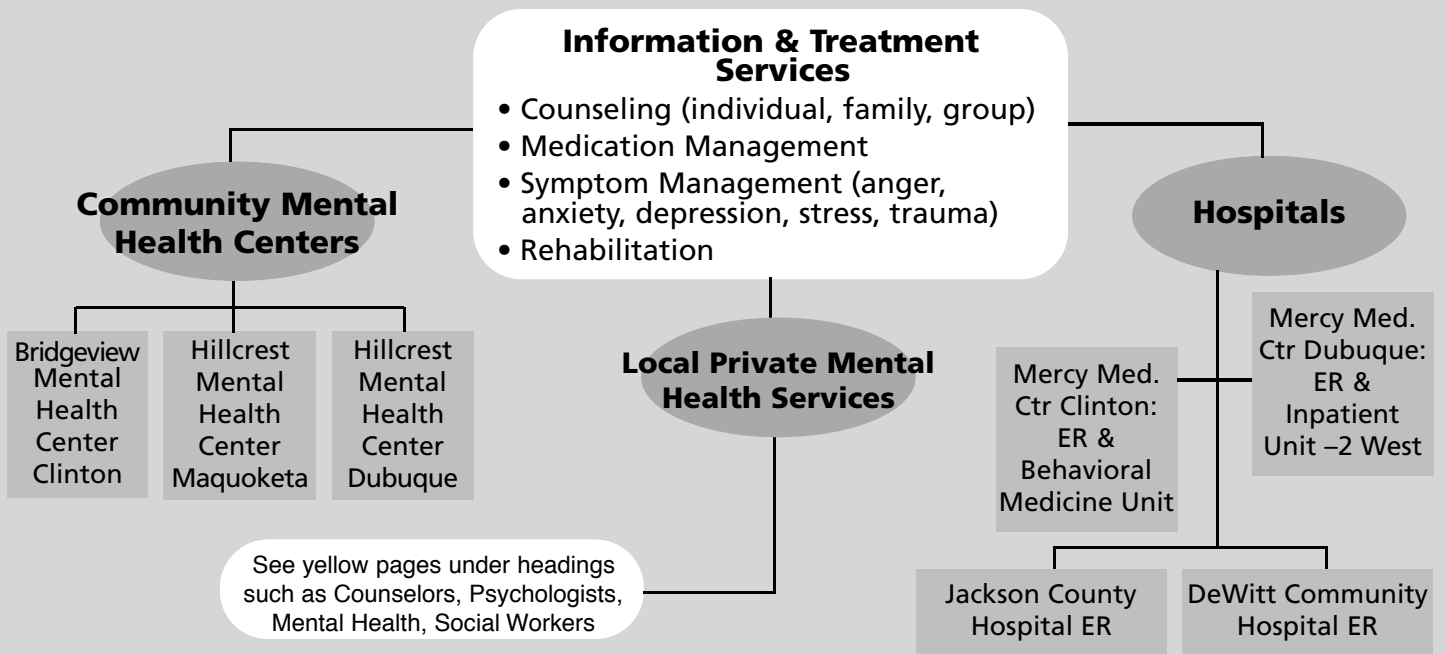 Information & Treatment
Services
• Counseling (individual, family, group)
• Medication Management
• Symptom Management (anger,
anxiety, depression, stress, trauma)
• Rehabilitation
Community Mental
Health Centers
Bridgeview
Mental
Health
Center
Clinton
Hillcrest
Mental
Health
Center
Maquoketa
Hillcrest
Mental
Health
Center
Dubuque
Local Private Mental
Health Services
See yellow pages under headings
such as Counselors, Psychologists,
Mental Health, Social Workers
Hospitals
Mercy Med.
Ctr Clinton:
ER &
Behavioral
Medicine Unit
Mercy Med.
Ctr Dubuque:
ER &
Inpatient
Unit –2 West
Jackson County
Hospital ER
DeWitt Community
Hospital ER